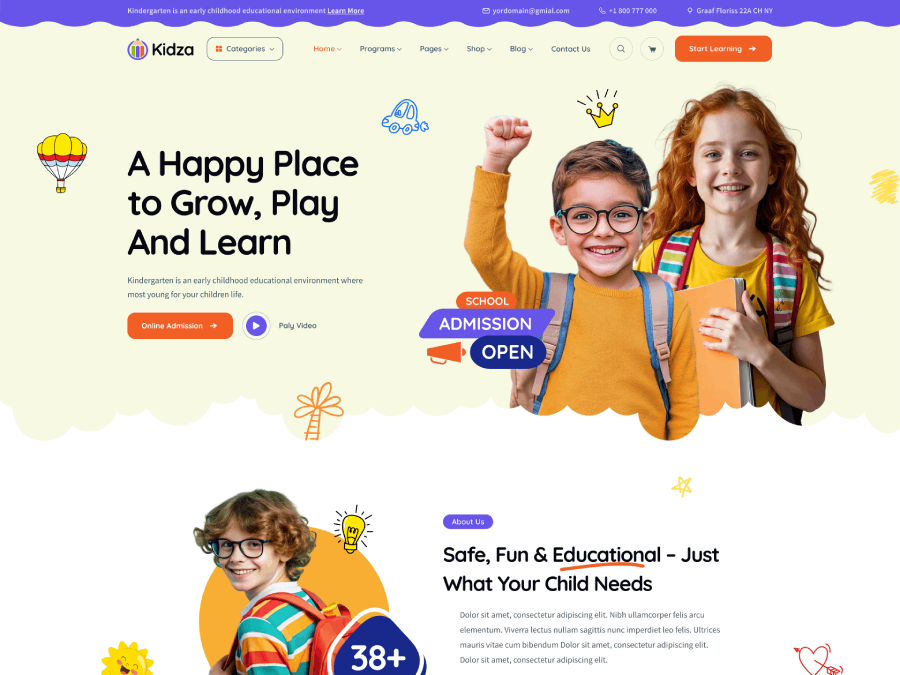 Kindergarten is an early childhood educational environment Learn More
yordomain@gmial.com
+1 800 777 000
Graaf Floriss 22A CH NY
Kidza
Categories
Home
Programs
Pages
Shop
Blog
Contact Us
Start Learning
A Happy Place
to Grow, Play
And Learn
Kindergarten is an early childhood educational environment where
most young for your children life.
Online Admission
Paly Video
SCHOOL
ADMISSION
OPEN
About Us
Safe, Fun & Educational – Just
What Your Child Needs
Dolor sit amet, consectetur adipiscing elit. Nibh ullamcorper felis arcu
elementum. Viverra lectus nullam sagittis nunc imperdiet leo felis. Ultrices
mauris vitae cum bibendum Dolor sit amet, consectetur adipiscing elit.
Dolor sit amet, consectetur adipiscing elit.
38+